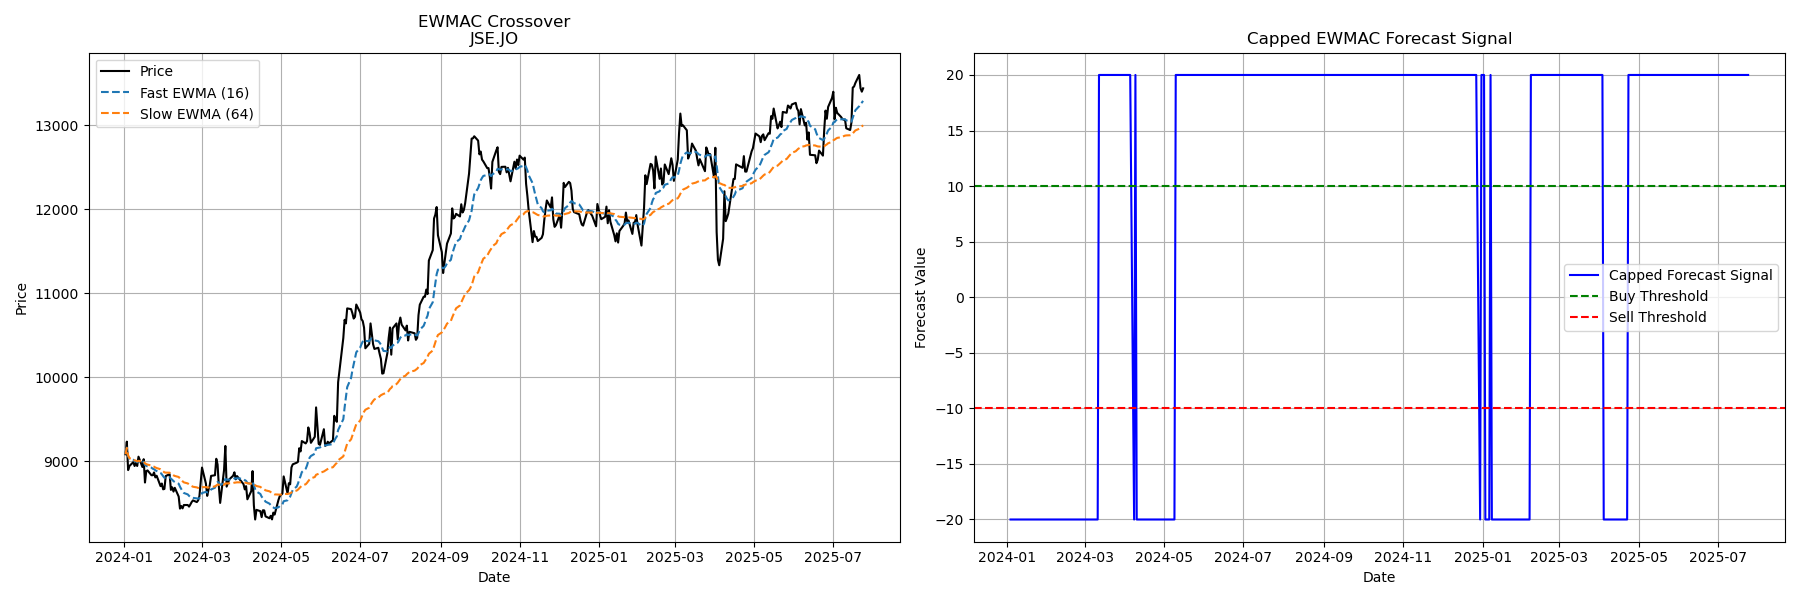 EWMAC Crossover
JSE.JO
Price
Fast EWMA (16)
Slow EWMA (64)
13000
12000
11000
10000
9000
Price
2024-01
2024-03
2024-05
2024-07
2024-09
2024-11
2025-01
2025-03
2025-05
2025-07
Date
Capped EWMAC Forecast Signal
20
15
10
5
0
−5
−10
−15
−20
Forecast Value
Capped Forecast Signal
Buy Threshold
Sell Threshold
2024-01
2024-03
2024-05
2024-07
2024-09
2024-11
2025-01
2025-03
2025-05
2025-07
Date